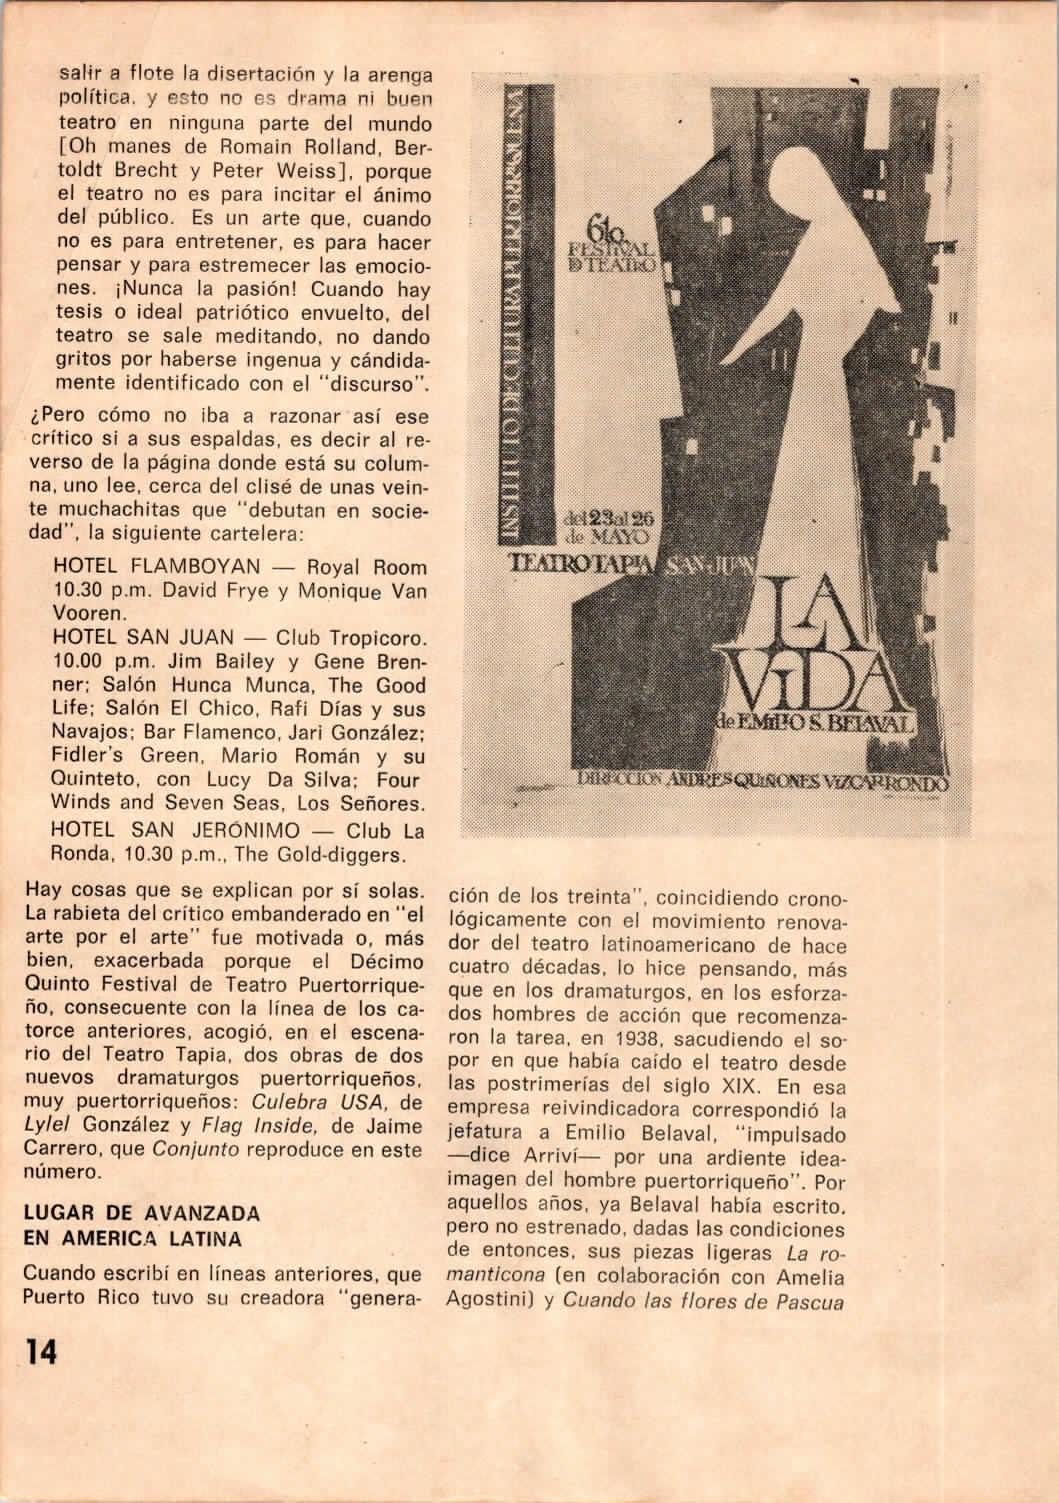 salir a flote la disertación y la arenga
política, y esto no es drama ni buen
teatro en ninguna parte del mundo
[Oh manes de Romain Rolland, Ber-
toldt Brecht y Peter Weiss], porque
el teatro no es para incitar el ánimo
del público. Es un arte que, cuando
no es para entretener, es para hacer
pensar y para estremecer las emocio-
nes. ¡Nunca la pasión! Cuando hay
tesis o ideal patriótico envuelto, del
teatro se sale meditando, no dando
gritos por haberse ingenua y cándida-
mente identificado con el "discurso".
¿Pero cómo no iba a razonar así ese
crítico si a sus espaldas, es decir al re-
verso de la página donde está su colum-
na, uno lee, cerca del clisé de unas vein-
te muchachitas que "debutan en socie-
dad", la siguiente cartelera:
HOTEL FLAMBOYAN — Royal Room
10.30 p.m. David Frye y Monique Van
Vooren.
HOTEL SAN JUAN — Club Tropicoro.
10.00 p.m. Jim Bailey y Gene Bren-
ner; Salón Hunca Munca, The Good
Life; Salón El Chico, Rafi Días y sus
Navajos; Bar Flamenco, Jari González;
Fidler's Green, Mario Román y su
Quinteto, con Lucy Da Silva; Four
Winds and Seven Seas, Los Señores.
HOTEL SAN JERÓNIMO — Club La
Ronda, 10.30 p.m., The Gold-diggers.
Hay cosas que se explican por sí solas.
La rabieta del crítico embanderado en "el
arte por el arte" fue motivada o, más
bien, exacerbada porque el Décimo
Quinto Festival de Teatro Puertorrique-
ño, consecuente con la línea de los ca-
torce anteriores, acogió, en el escena-
rio del Teatro Tapia, dos obras de dos
nuevos dramaturgos puertorriqueños,
muy puertorriqueños: Culebra USA, de
Lylel González y Flag Inside, de Jaime
Carrero, que Conjunto reproduce en este
número.
LUGAR DE AVANZADA
EN AMERICA LATINA
Cuando escribí en líneas anteriores, que
Puerto Rico tuvo su creadora "genera-
INSTITUTO DE CULTURA PUERTORRIQUEÑA
6to.
FESTIVAL
D TEATRO
del 23 al 26
de MAYO
TEATRO TAPIA SAN JUAN
LA
ViDA
de EMILIO S. BELAVAL
DIRECCION ANDRES QUIÑONES VIZCARRONDO
ción de los treinta", coincidiendo crono-
lógicamente con el movimiento renova-
dor del teatro latinoamericano de hace
cuatro décadas, lo hice pensando, más
que en los dramaturgos, en los esforza-
dos hombres de acción que recomenza-
ron la tarea, en 1938, sacudiendo el so-
por en que había caído el teatro desde
las postrimerías del siglo XIX. En esa
empresa reivindicadora correspondió la
jefatura a Emilio Belaval, "impulsado
—dice Arriví— por una ardiente idea-
imagen del hombre puertorriqueño". Por
aquellos años, ya Belaval había escrito,
pero no estrenado, dadas las condiciones
de entonces, sus piezas ligeras La ro-
manticona (en colaboración con Amelia
Agostini) y Cuando las flores de Pascua
14